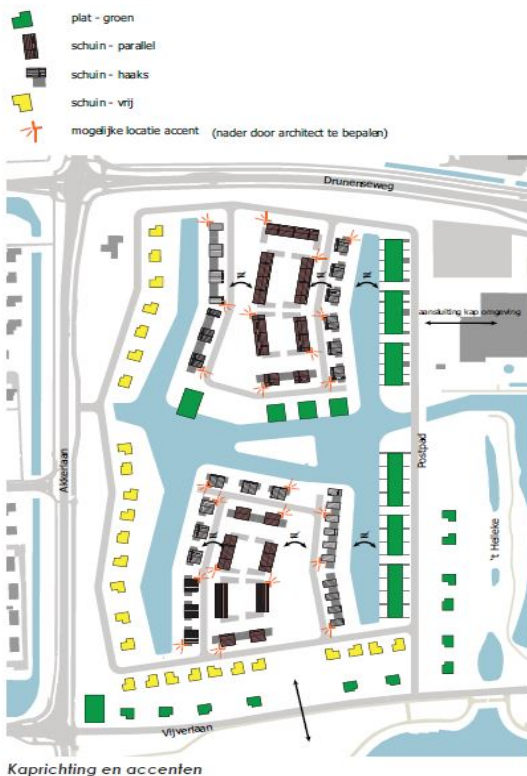 plat - groen
schuin - parallel
schuin - haaks
schuin - vrij
mogelijke locatie accent (nader door architect te bepalen)
Drunenseweg
aansluiting kap omgeving
Akkerlaan
Postpad
't Helleke
Vijverlaan
Kaprichting en accenten